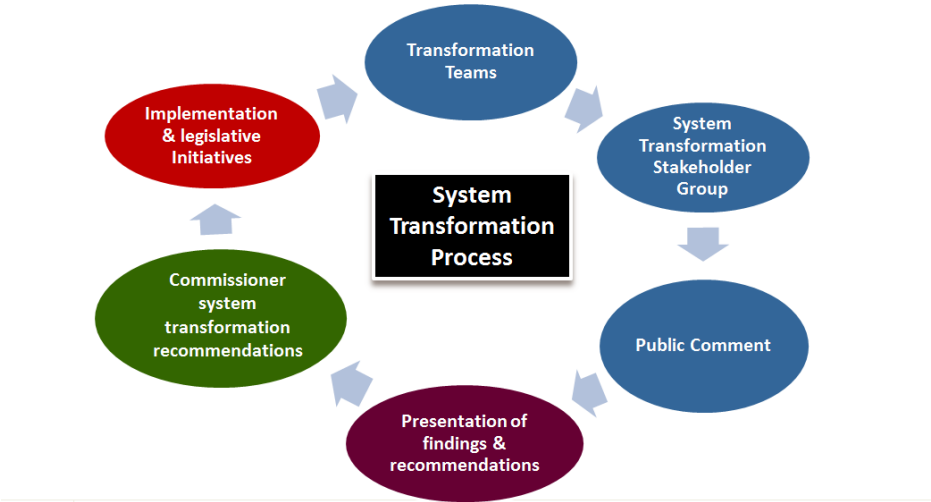 Transformation
Teams
System
Transformation
Stakeholder
Group
Public Comment
Presentation of
findings &
recommendations
Commissioner
system
transformation
recommendations
Implementation
& legislative
Initiatives
System
Transformation
Process